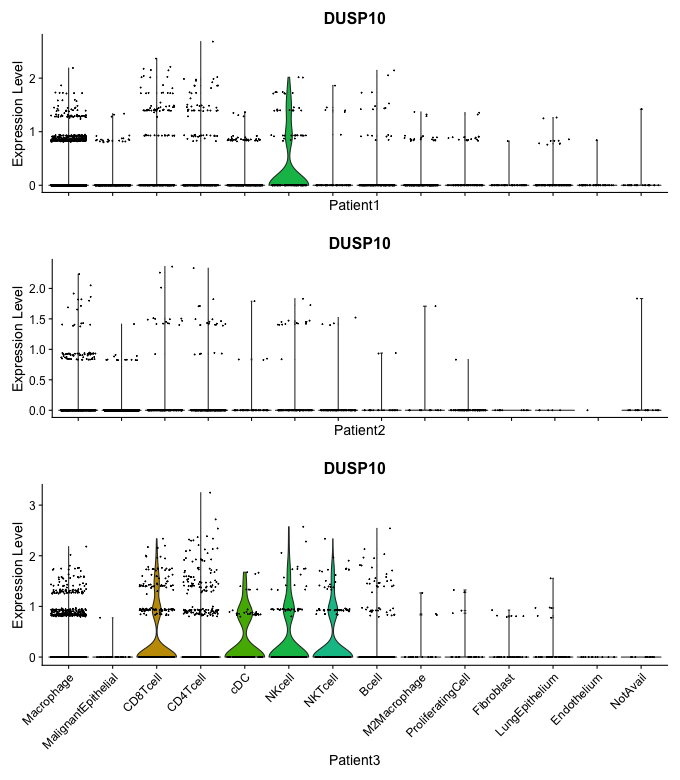 DUSP10
Expression Level
2
1
0
Patient1
DUSP10
Expression Level
2.0
1.5
1.0
0.5
0.0
Patient2
DUSP10
Expression Level
3
2
1
0
Macrophage
MalignantEpithelial
CD8Tcell
CD4Tcell
cDC
NKcell
NKTcell
Bcell
M2Macrophage
ProliferatingCell
Fibroblast
LungEpithelium
Endothelium
NotAvail
Patient3